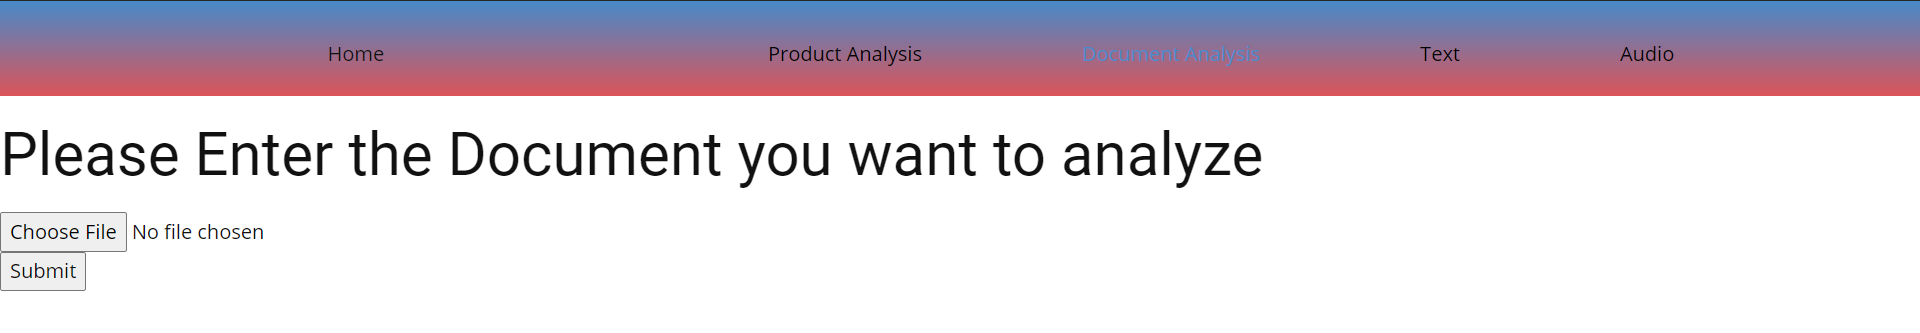 Home Product Analysis Document Analysis Text Audio
Please Enter the Document you want to analyze
Choose File No file chosen
Submit